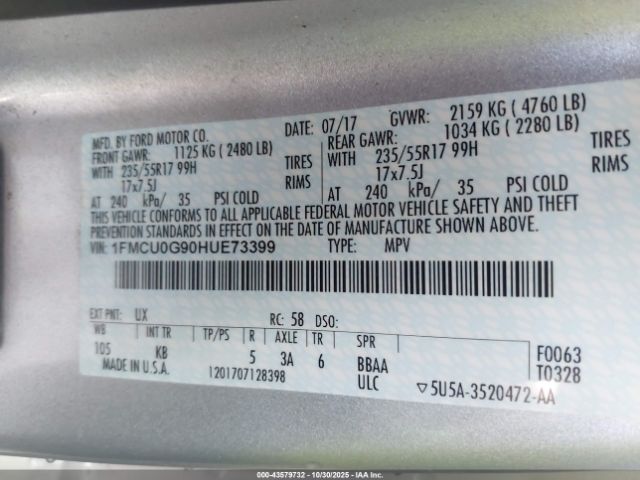 MFD. BY FORD MOTOR CO. DATE: 07/17 GVWR: 2159 KG ( 4760 LB)
FRONT GAWR: 1125 KG ( 2480 LB) REAR GAWR: 1034 KG ( 2280 LB)
WITH 235/55R17 99H TIRES WITH 235/55R17 99H TIRES
17x7.5J RIMS 17x7.5J RIMS
AT 240 kPa/ 35 PSI COLD AT 240 kPa/ 35 PSI COLD
THIS VEHICLE CONFORMS TO ALL APPLICABLE FEDERAL MOTOR VEHICLE SAFETY AND THEFT
PREVENTION STANDARDS IN EFFECT ON THE DATE OF MANUFACTURE SHOWN ABOVE.
VIN: 1FMCU0G90HUE73399 TYPE: MPV
EXT PNT: UX RC: 58 DSO:
WB INT TR TP/PS R AXLE TR SPR
105 KB 5 3A 6 BBAA F0063
MADE IN U.S.A. 1201707128398 ULC T0328
▽5U5A-3520472-AA
000-43579732 - 10/30/2025 - IAA Inc.